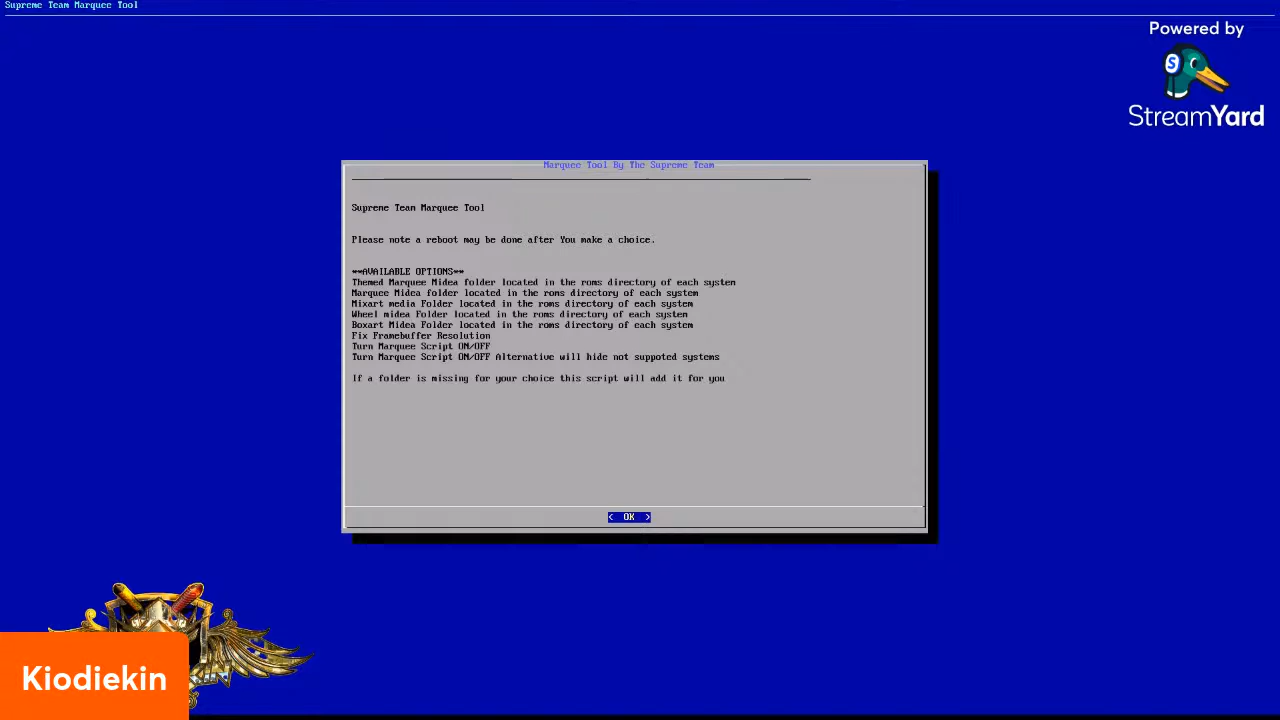 Supreme Team Marquee Tool
Powered by
S
StreamYard
Marquee Tool By The Supreme Team
Supreme Team Marquee Tool
Please note a reboot may be done after You make a choice.
**AVAILABLE OPTIONS**
Themed Marquee Midea folder located in the roms directory of each system
Marquee Midea folder located in the roms directory of each system
Mixart media Folder located in the roms directory of each system
Wheel midea Folder located in the roms directory of each system
Boxart Midea Folder located in the roms directory of each system
Fix Framebuffer Resolution
Turn Marquee Script ON/OFF
Turn Marquee Script ON/OFF Alternative will hide not suppoted systems
If a folder is missing for your choice this script will add it for you
< OK >
Kiodiekin